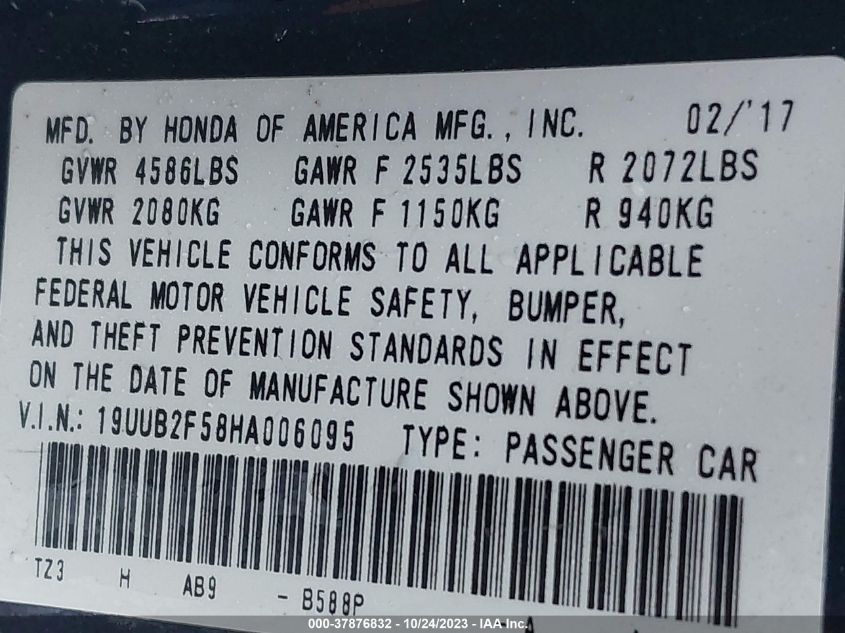 MFD. BY HONDA OF AMERICA MFG., INC. 02/'17
GVWR 4586LBS GAWR F 2535LBS R 2072LBS
GVWR 2080KG GAWR F 1150KG R 940KG
THIS VEHICLE CONFORMS TO ALL APPLICABLE
FEDERAL MOTOR VEHICLE SAFETY, BUMPER,
AND THEFT PREVENTION STANDARDS IN EFFECT
ON THE DATE OF MANUFACTURE SHOWN ABOVE.
V.I.N.: 19UUB2F58HA006095 TYPE: PASSENGER CAR
TZ3 H AB9 - B588P
000-37876832 - 10/24/2023 - IAA Inc.